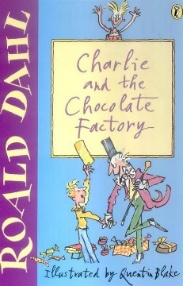 ROALD DAHL
Charlie
and the
Chocolate
Factory
Illustrated by Quentin Blake